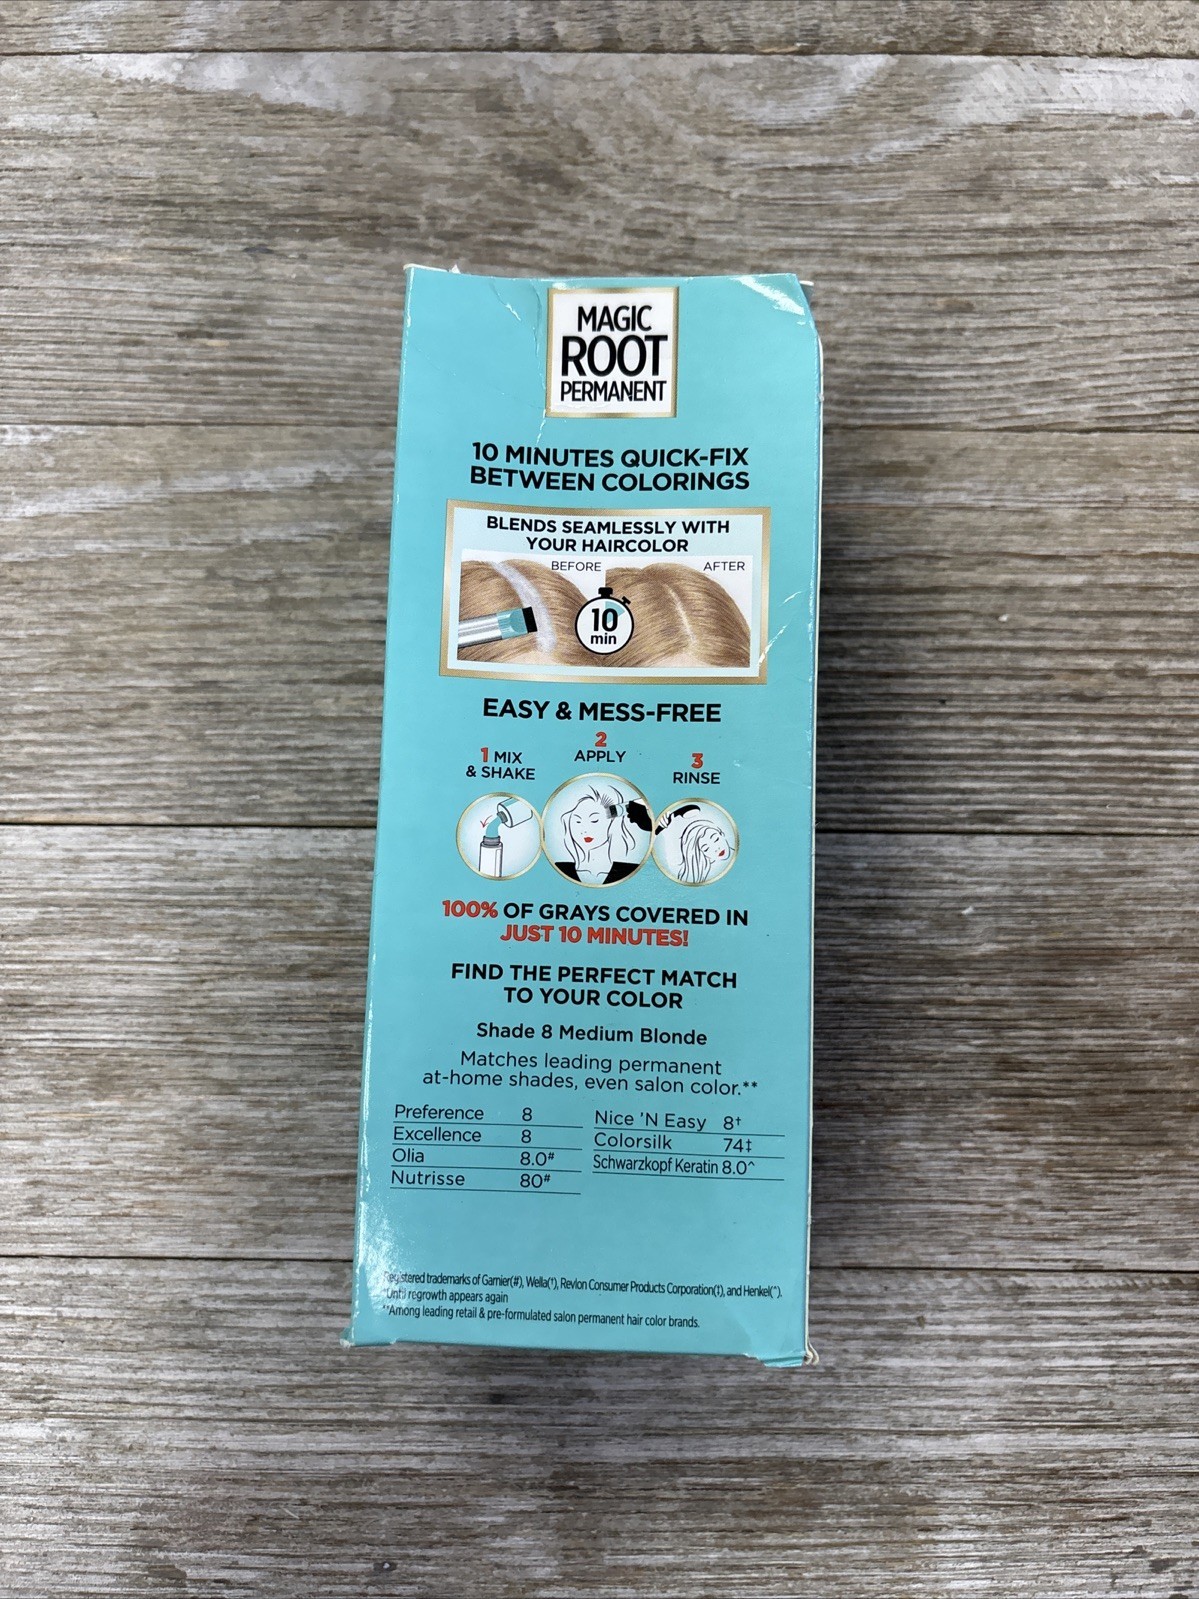 MAGIC
ROOT
PERMANENT
10 MINUTES QUICK-FIX
BETWEEN COLORINGS
BLENDS SEAMLESSLY WITH
YOUR HAIRCOLOR
BEFORE AFTER
10
min
EASY & MESS-FREE
1 MIX
& SHAKE
2
APPLY
3
RINSE
100% OF GRAYS COVERED IN
JUST 10 MINUTES!
FIND THE PERFECT MATCH
TO YOUR COLOR
Shade 8 Medium Blonde
Matches leading permanent
at-home shades, even salon color.**
Preference 8
Excellence 8
Olia 8.0#
Nutrisse 80#
Nice 'N Easy 8†
Colorsilk 74‡
Schwarzkopf Keratin 8.0^
Registered trademarks of Garnier(#), Wella(†), Revlon Consumer Products Corporation(‡), and Henkel(^).
*Until regrowth appears again
**Among leading retail & pre-formulated salon permanent hair color brands.